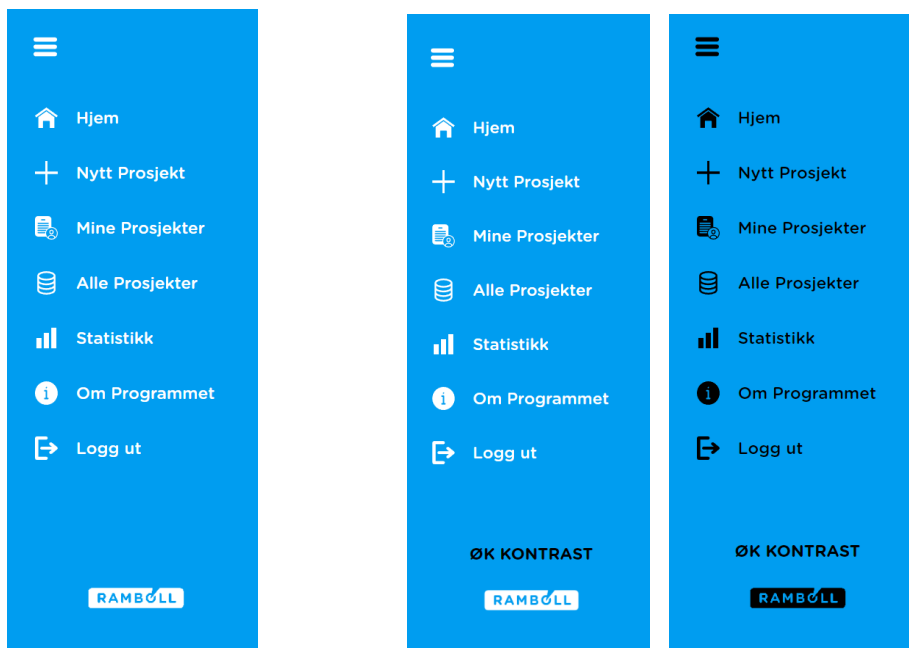 Hjem
Nytt Prosjekt
Mine Prosjekter
Alle Prosjekter
Statistikk
Om Programmet
Logg ut
RAMBOLL
Hjem
Nytt Prosjekt
Mine Prosjekter
Alle Prosjekter
Statistikk
Om Programmet
Logg ut
ØK KONTRAST
RAMBOLL
Hjem
Nytt Prosjekt
Mine Prosjekter
Alle Prosjekter
Statistikk
Om Programmet
Logg ut
ØK KONTRAST
RAMBOLL